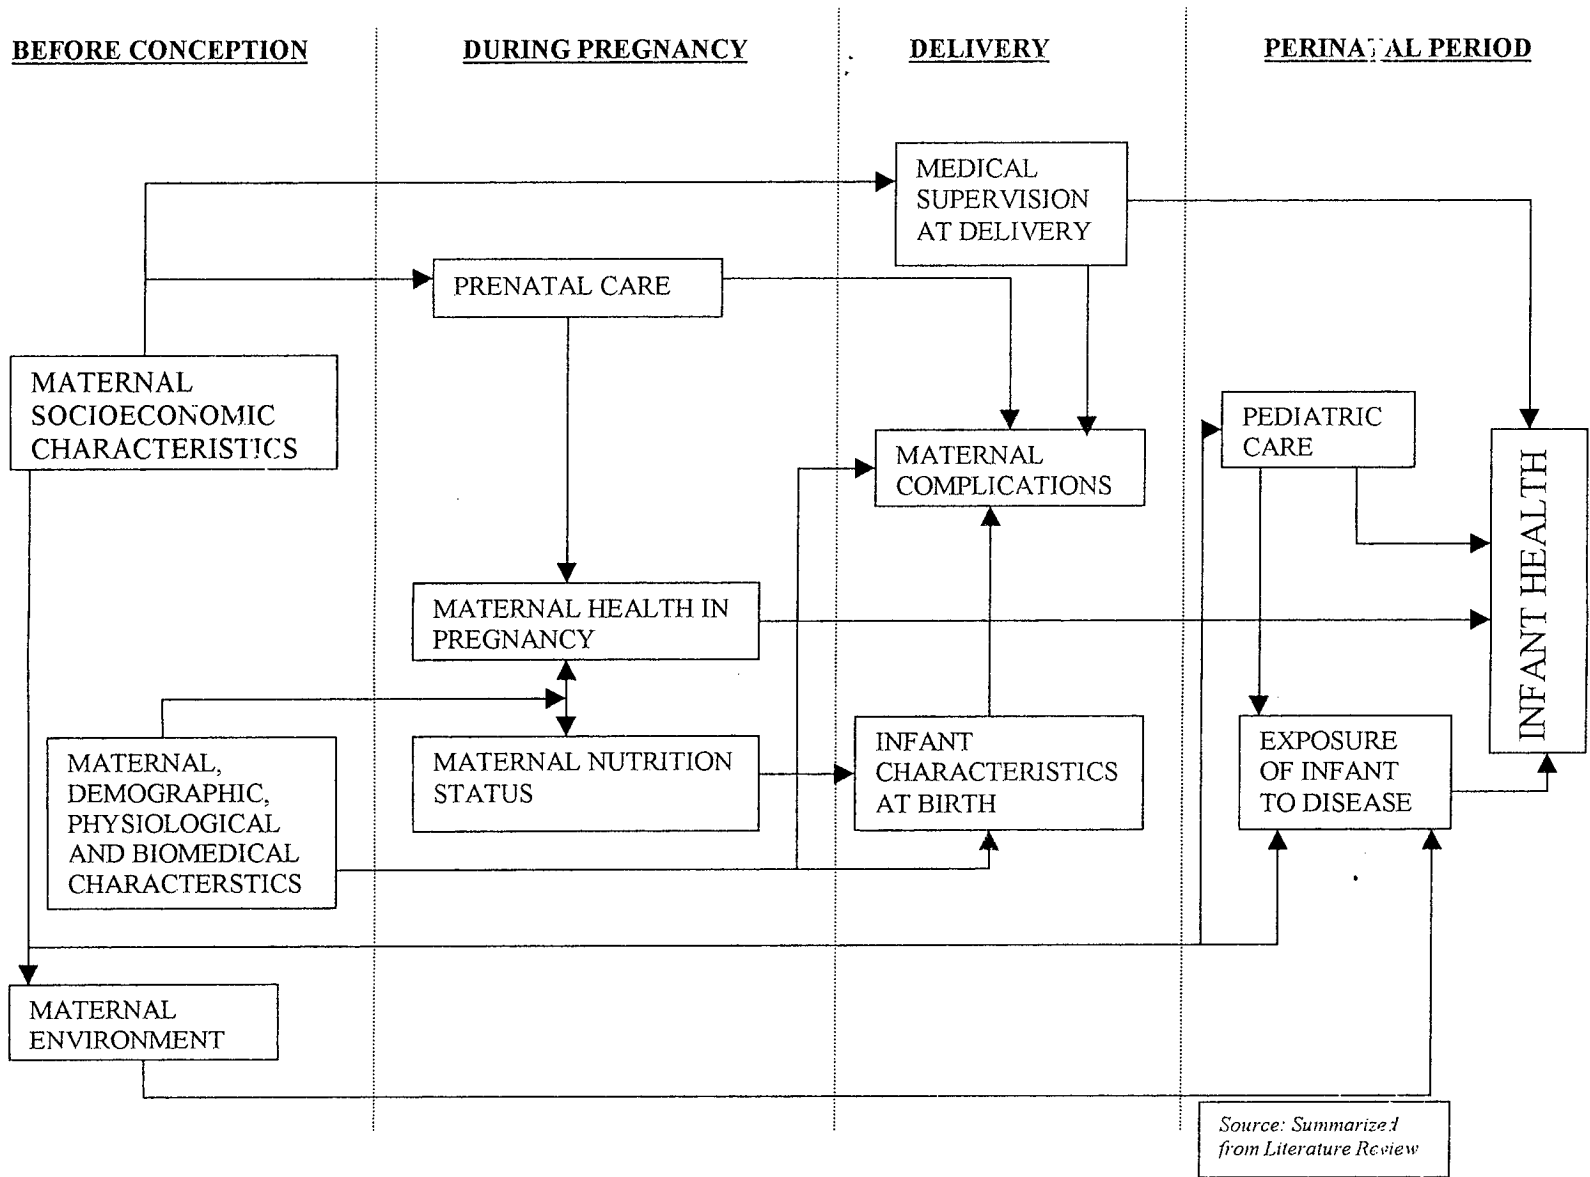 BEFORE CONCEPTION
DURING PREGNANCY
DELIVERY
PERINATAL PERIOD
MEDICAL
SUPERVISION
AT DELIVERY
PRENATAL CARE
MATERNAL
SOCIOECONOMIC
CHARACTERISTICS
PEDIATRIC
CARE
MATERNAL
COMPLICATIONS
INFANT HEALTH
MATERNAL HEALTH IN
PREGNANCY
MATERNAL,
DEMOGRAPHIC,
PHYSIOLOGICAL
AND BIOMEDICAL
CHARACTERSTICS
MATERNAL NUTRITION
STATUS
INFANT
CHARACTERISTICS
AT BIRTH
EXPOSURE
OF INFANT
TO DISEASE
MATERNAL
ENVIRONMENT
Source: Summarized
from Literature Review